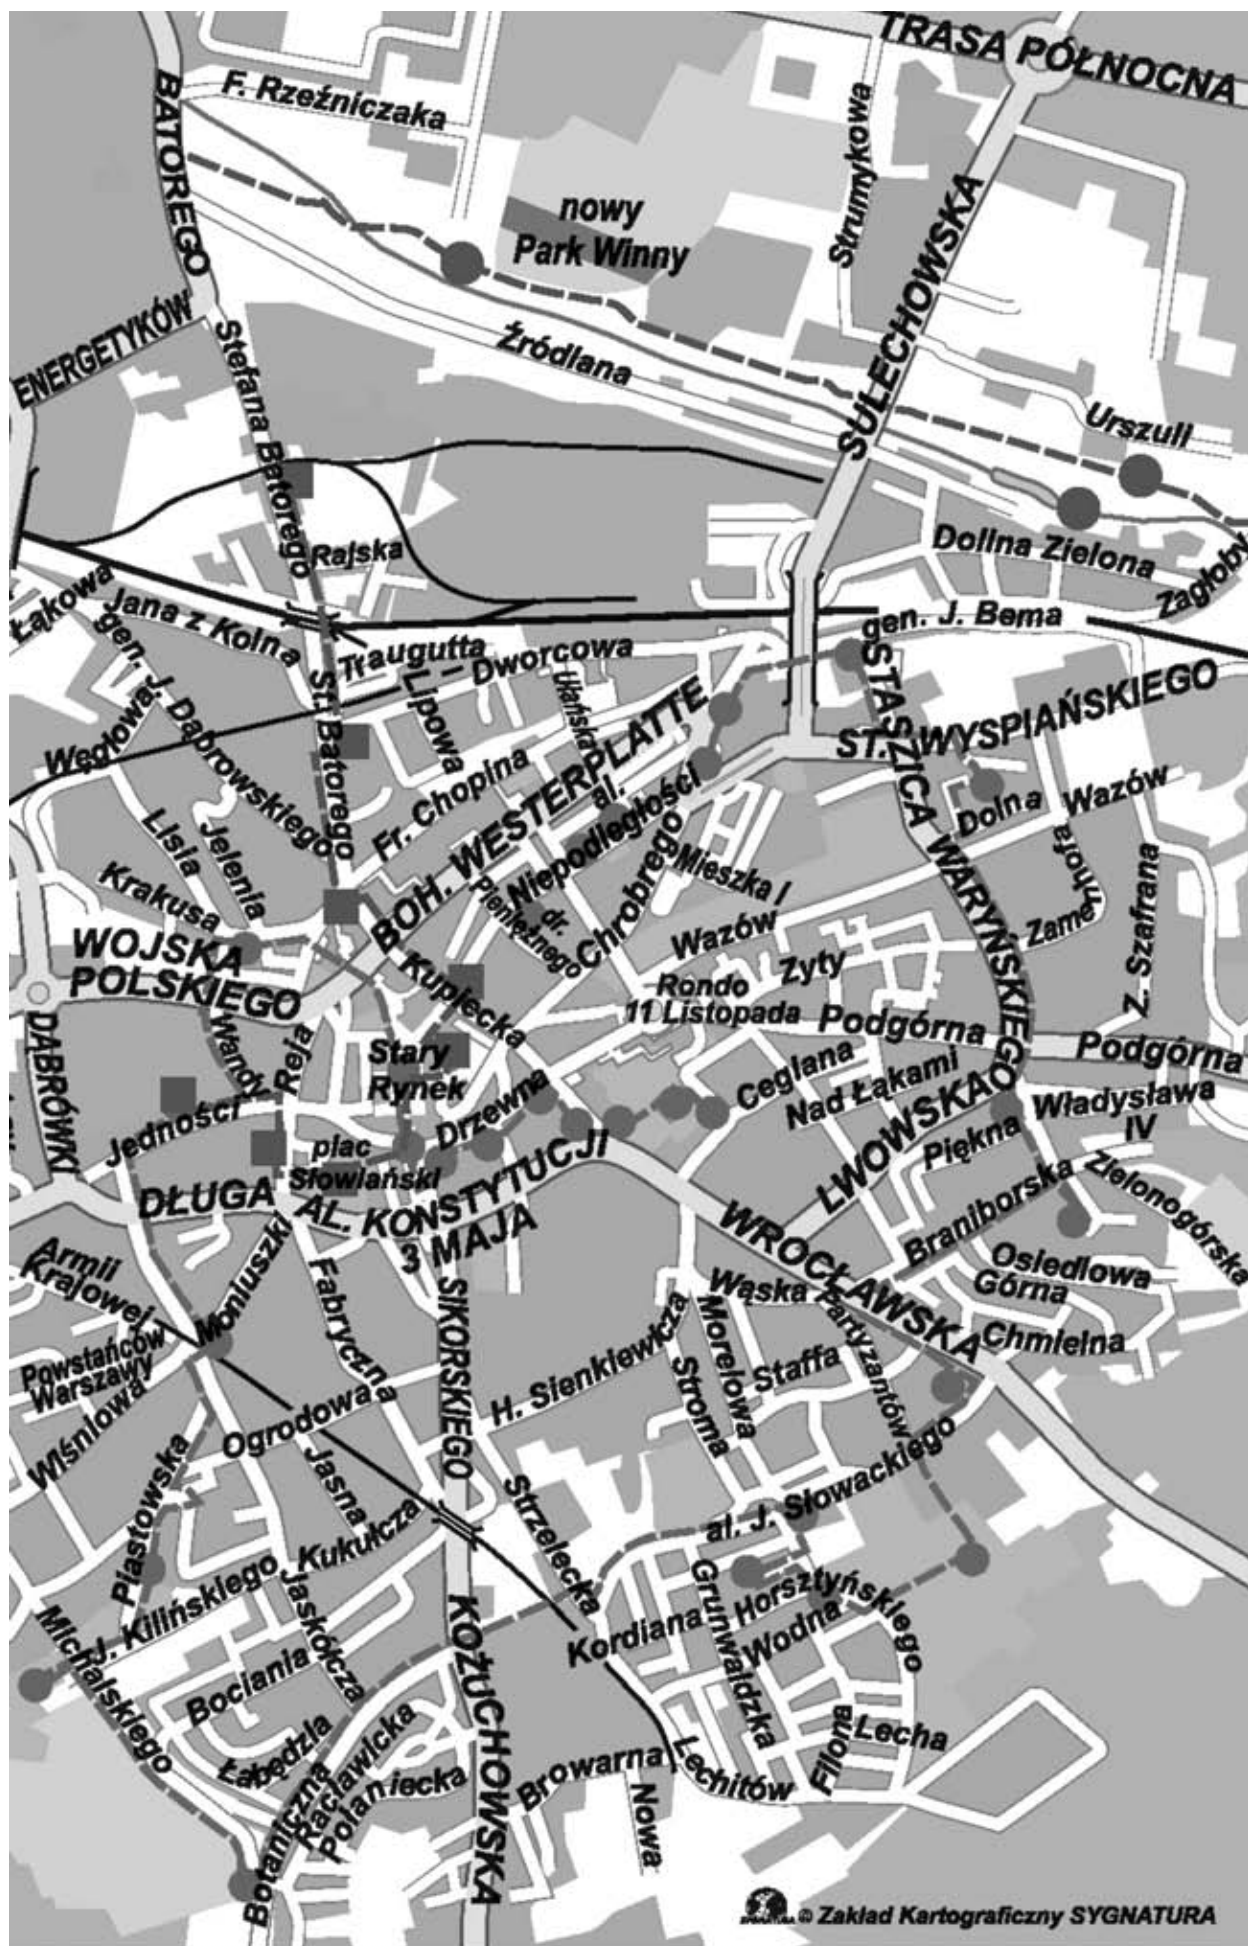 TRASA PÓŁNOCNA
F. Rzeźniczaka
BATOREGO
Strumykowa
SULECHOWSKA
nowy
Park Winny
ENERGETYKÓW
Stefana Batorego
Źródlana
Urszuli
Rajska
Dolina Zielona
Zagłoby
Łąkowa
Jana z Kolna
gen. J. Bema
gen. J. Dąbrowskiego
Traugutta
Dworcowa
Lipowa
Ułańska
St. Batorego
STASZICA
ST. WYSPIAŃSKIEGO
Węglowa
Fr. Chopina
BOH. WESTERPLATTE
al.
Niepodległości
Dolna
Wazów
Lisia
Jelenia
Krakusa
Chrobrego
Mieszka I
Pieniężnego
dr.
WARYŃSKIEGO
Zamenhofa
Z. Szafrana
WOJSKA
POLSKIEGO
Kupiecka
Wazów
Zyty
Rondo
11 Listopada
Podgórna
Podgórna
DĄBRÓWKI
Wandy
Reja
Stary
Rynek
Drzewna
Ceglana
Nad Łąkami
LWOWSKA
Władysława
IV
Piękna
Jedności
plac
Słowiański
DŁUGA
AL. KONSTYTUCJI
3 MAJA
WROCŁAWSKA
Braniborska
Zielonogórska
Osiedlowa
Górna
Chmielna
Armii
Krajowej
Moniuszki
Fabryczna
SIKORSKIEGO
Powstańców
Warszawy
Wiśniowa
Wąska
Partyzantów
H. Sienkiewicza
Morelowa
Stroma
Staffa
Ogrodowa
Piastowska
Jasna
Strzelecka
al. J. Słowackiego
Kukułcza
J. Kilińskiego
Jaskółcza
Michalskiego
Bociania
KOŻUCHOWSKA
Kordiana
Grunwaldzka
Horsztyńskiego
Wodna
Łabędzia
Botaniczna
Racławicka
Połaniecka
Browarna
Nowa
Lechitów
Filona
Lecha
© Zakład Kartograficzny SYGNATURA